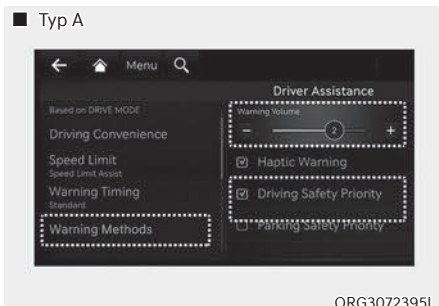 Typ A
Menu
Driver Assistance
Based on DRIVE MODE
Driving Convenience
Speed Limit
Speed Limit Assist
Warning Timing
Standard
Warning Methods
Warning Volume
- 2 +
Haptic Warning
Driving Safety Priority
Parking Safety Priority
ORG3072395L